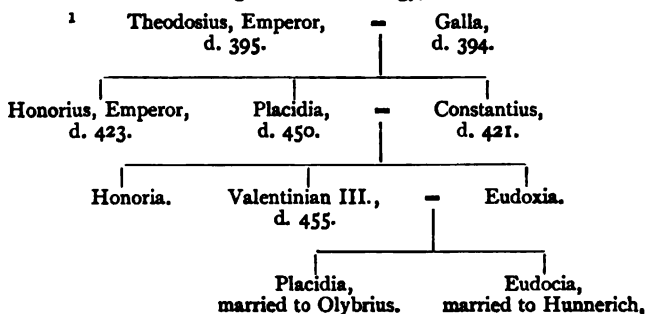 1 Theodosius, Emperor, = Galla,
d. 395. d. 394.
Honorius, Emperor, Placidia, = Constantius,
d. 423. d. 450. d. 421.
Honoria. Valentinian III., = Eudoxia.
d. 455.
Placidia, Eudocia,
married to Olybrius. married to Hunnerich,